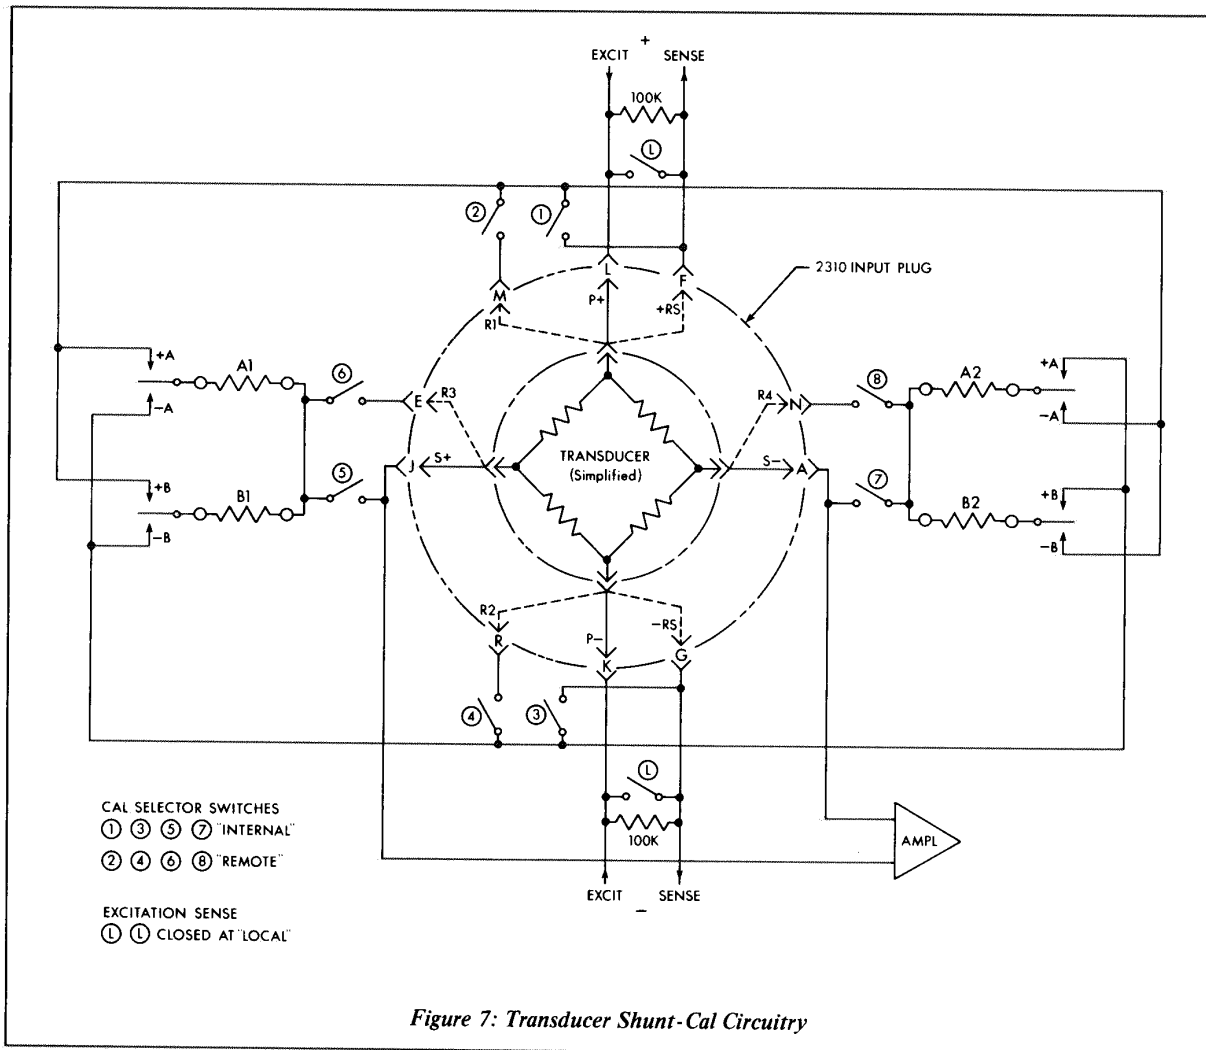 +
EXCIT SENSE
100K
L
2 1
2310 INPUT PLUG
L
M F
P+
+RS
R1
+A A1 6 E R3 R4 N 8 A2 +A
-A -A
TRANSDUCER
(Simplified)
J S+ S- A
5 7
+B B1 B2 +B
-B -B
R2 -RS
R P- G
K
4 3
L
100K
AMPL
EXCIT SENSE
-
CAL SELECTOR SWITCHES
1 3 5 7 "INTERNAL"
2 4 6 8 "REMOTE"
EXCITATION SENSE
L L CLOSED AT "LOCAL"
Figure 7: Transducer Shunt-Cal Circuitry